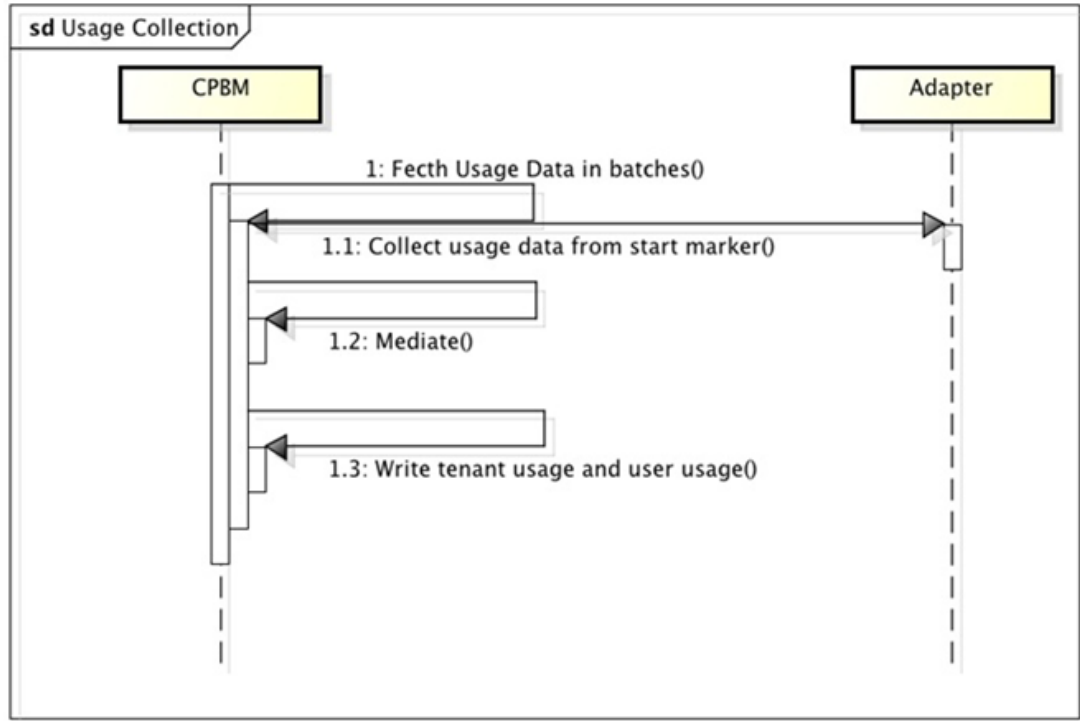 sd Usage Collection
CPBM
Adapter
1: Fecth Usage Data in batches()
1.1: Collect usage data from start marker()
1.2: Mediate()
1.3: Write tenant usage and user usage()